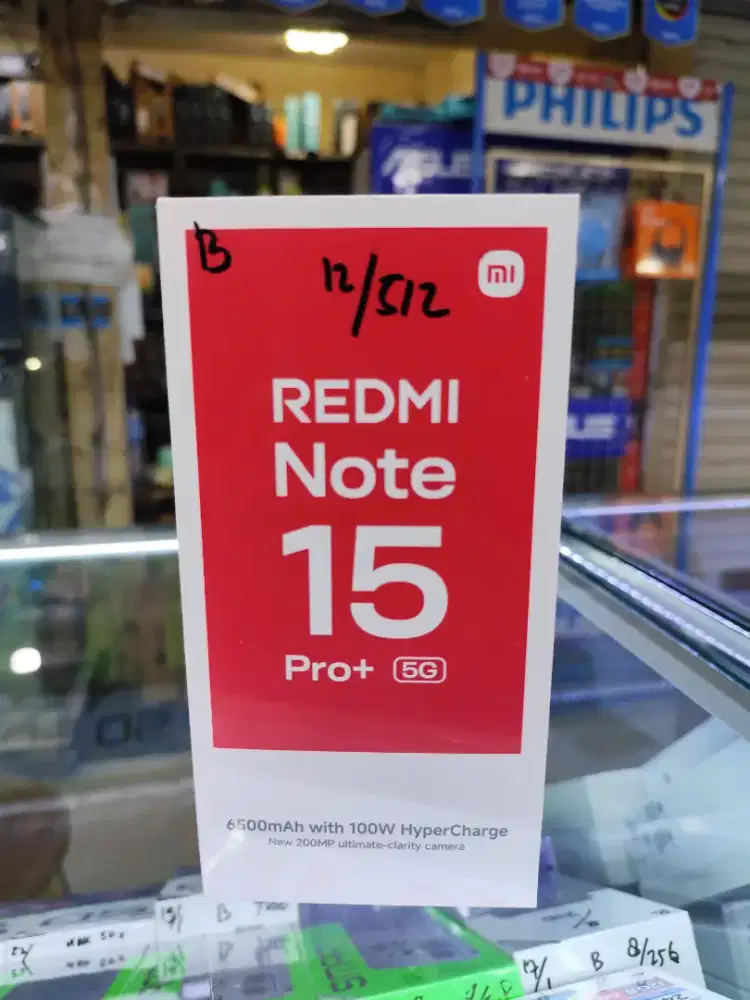 PHILIPS
ASUS
B
12/512
mi
REDMI
Note
15
Pro+ 5G
6500mAh with 100W HyperCharge
New 200MP ultimate-clarity camera
B
B 8/256